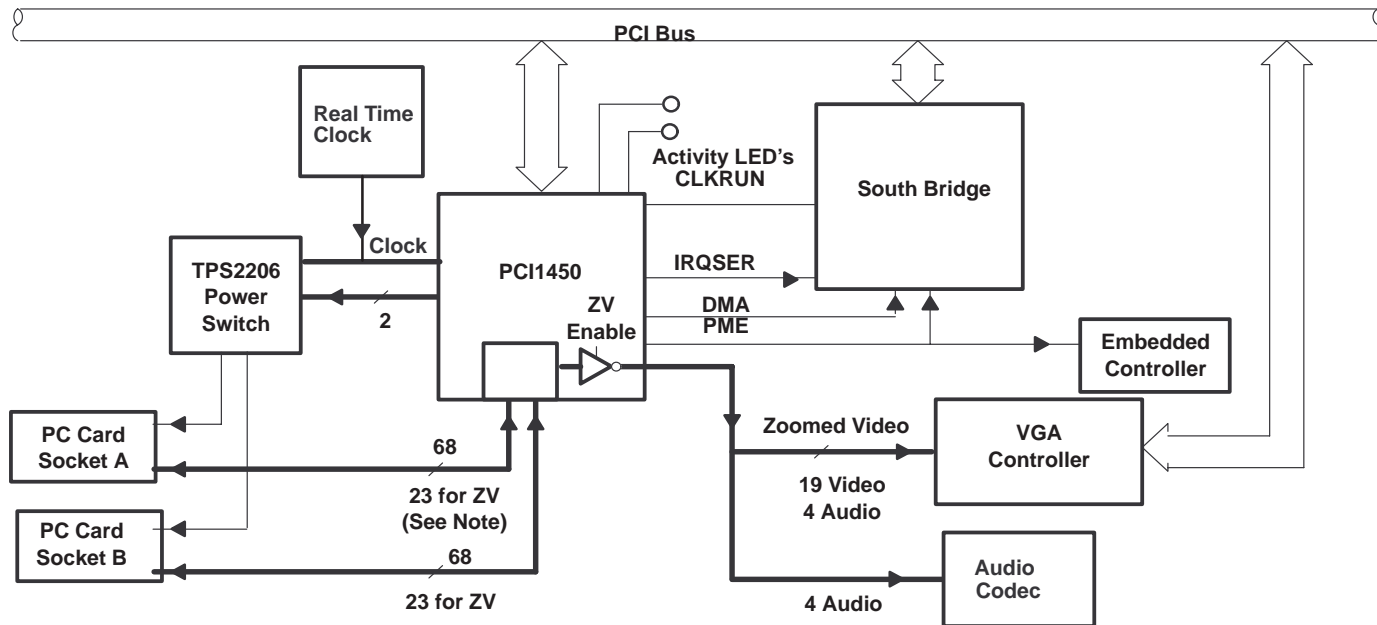 PCI Bus
Real Time
Clock
Activity LED's
CLKRUN
South Bridge
Clock
TPS2206
Power
Switch
2
PCI1450
ZV
Enable
IRQSER
DMA
PME
Embedded
Controller
PC Card
Socket A
68
23 for ZV
(See Note)
Zoomed Video
19 Video
4 Audio
VGA
Controller
PC Card
Socket B
68
23 for ZV
4 Audio
Audio
Codec